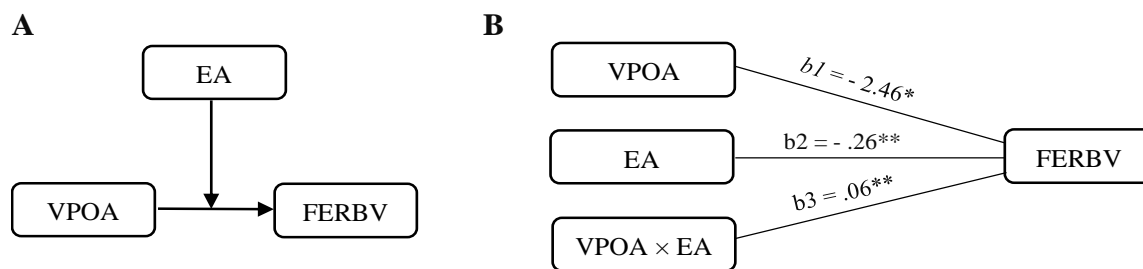 A
EA
VPOA
FERBV
B
VPOA
b1 = - 2.46*
EA
b2 = - .26**
FERBV
b3 = .06**
VPOA × EA